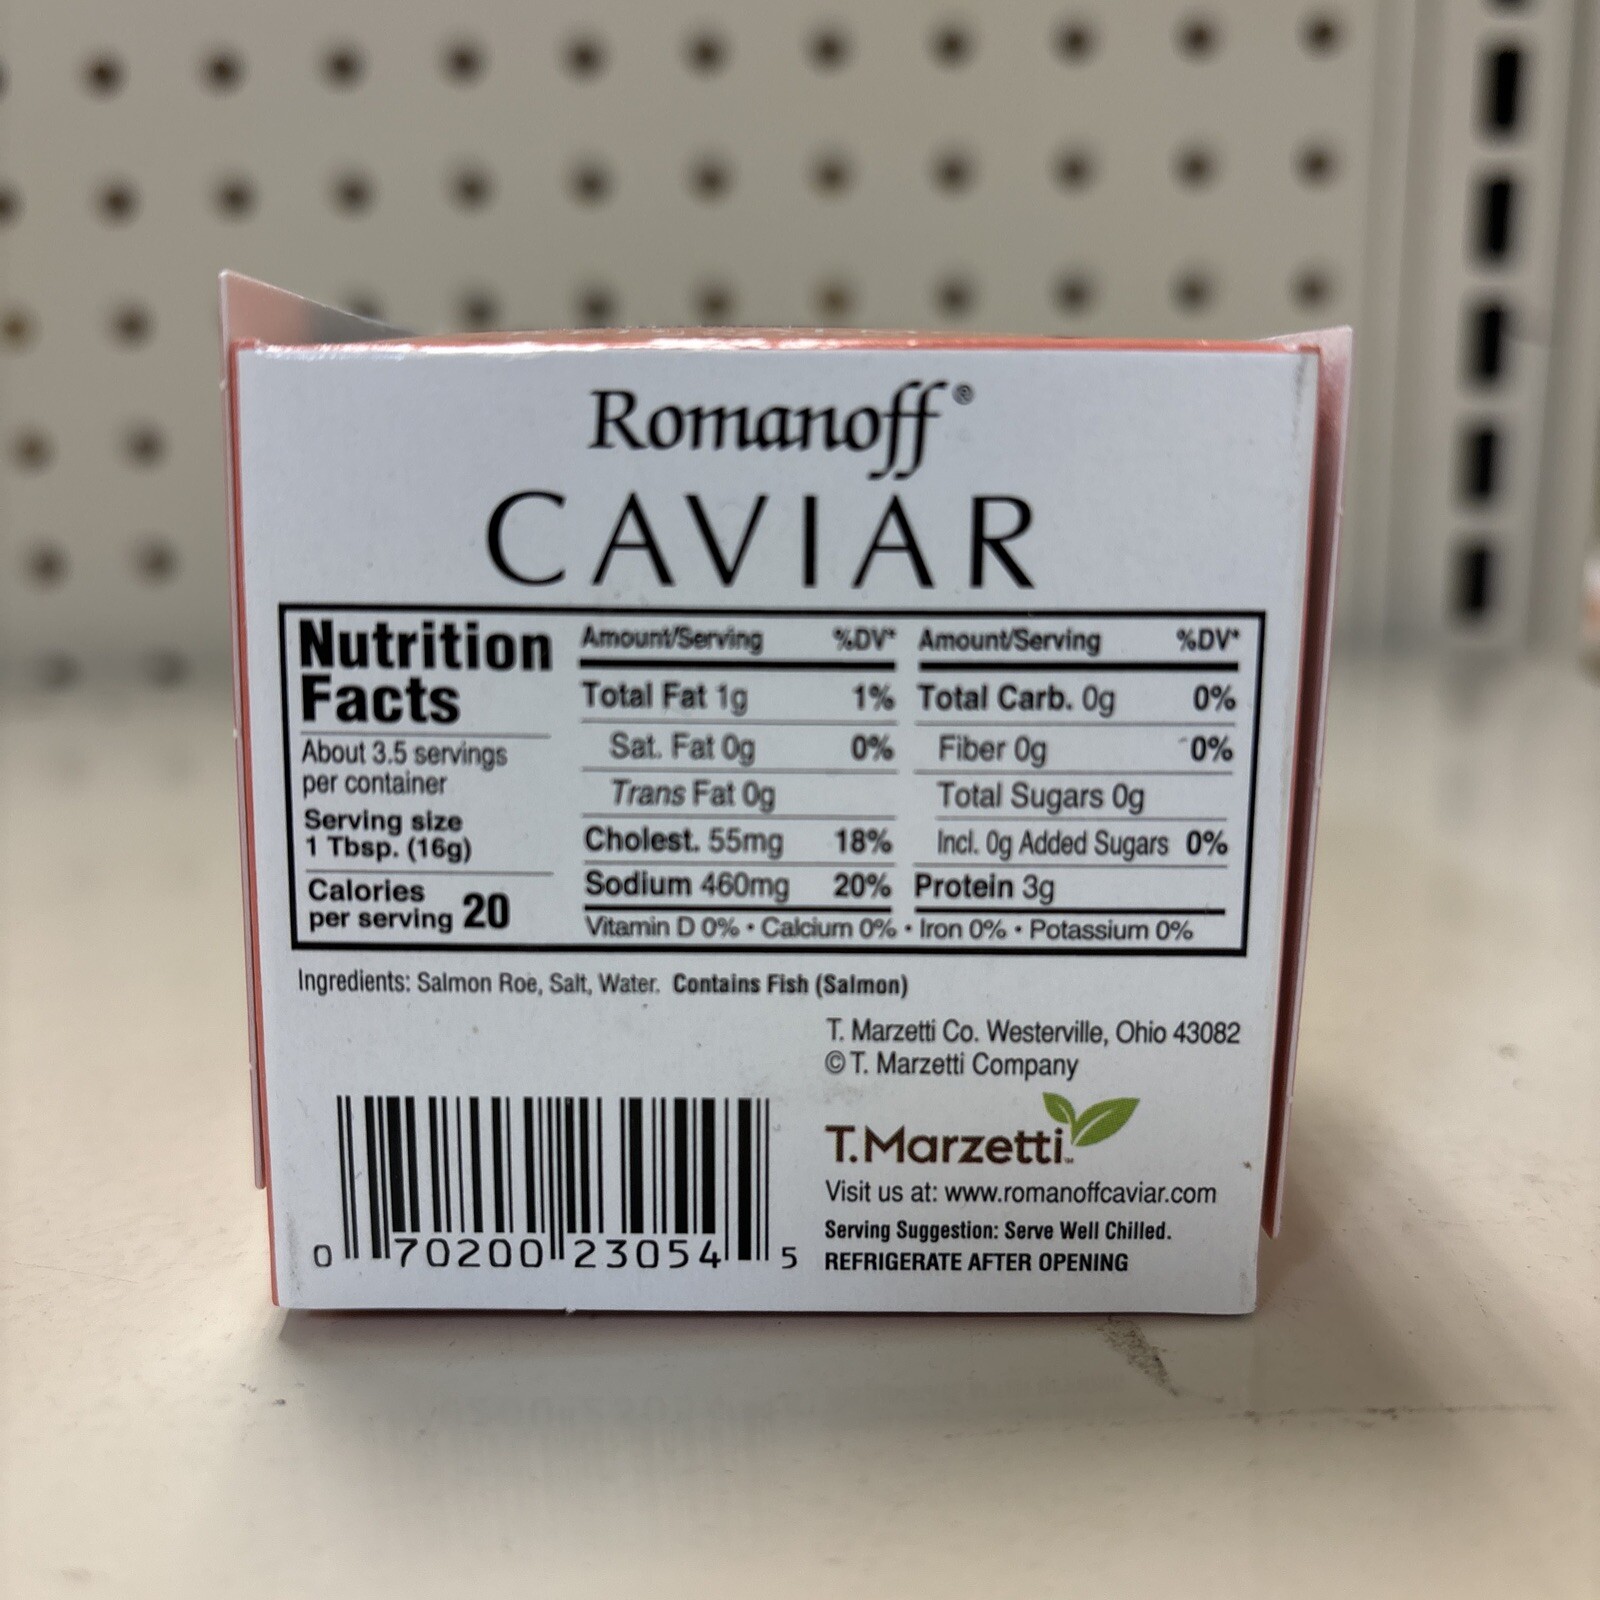 Romanoff®
CAVIAR
Nutrition
Facts
About 3.5 servings
per container
Serving size
1 Tbsp. (16g)
Calories
per serving 20
Amount/Serving %DV*
Total Fat 1g 1%
Sat. Fat 0g 0%
Trans Fat 0g
Cholest. 55mg 18%
Sodium 460mg 20%
Amount/Serving %DV*
Total Carb. 0g 0%
Fiber 0g 0%
Total Sugars 0g
Incl. 0g Added Sugars 0%
Protein 3g
Vitamin D 0% • Calcium 0% • Iron 0% • Potassium 0%
Ingredients: Salmon Roe, Salt, Water. Contains Fish (Salmon)
T. Marzetti Co. Westerville, Ohio 43082
© T. Marzetti Company
T.Marzetti™
Visit us at: www.romanoffcaviar.com
Serving Suggestion: Serve Well Chilled.
REFRIGERATE AFTER OPENING
0 70200 23054 5